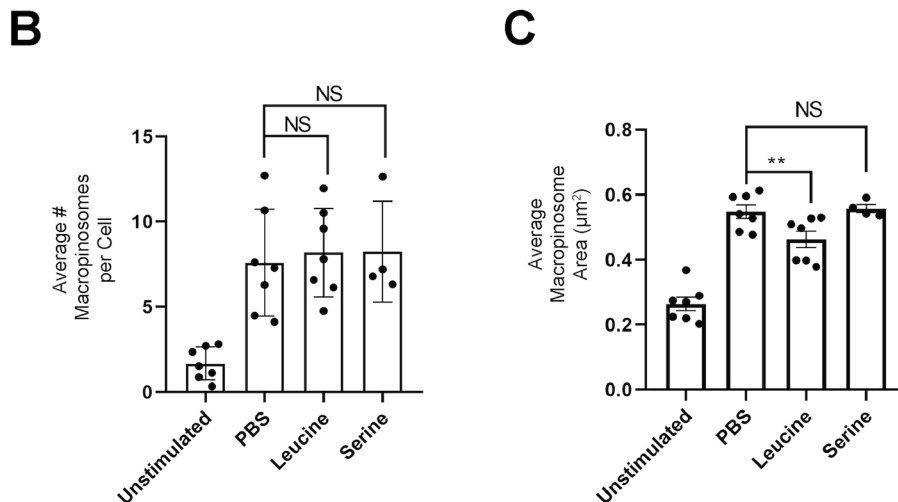 B
Average #
Macropinosomes
per Cell
15
10
5
0
NS
NS
Unstimulated
PBS
Leucine
Serine
C
Average
Macropinosome
Area (μm²)
0.8
0.6
0.4
0.2
0.0
NS
**
Unstimulated
PBS
Leucine
Serine